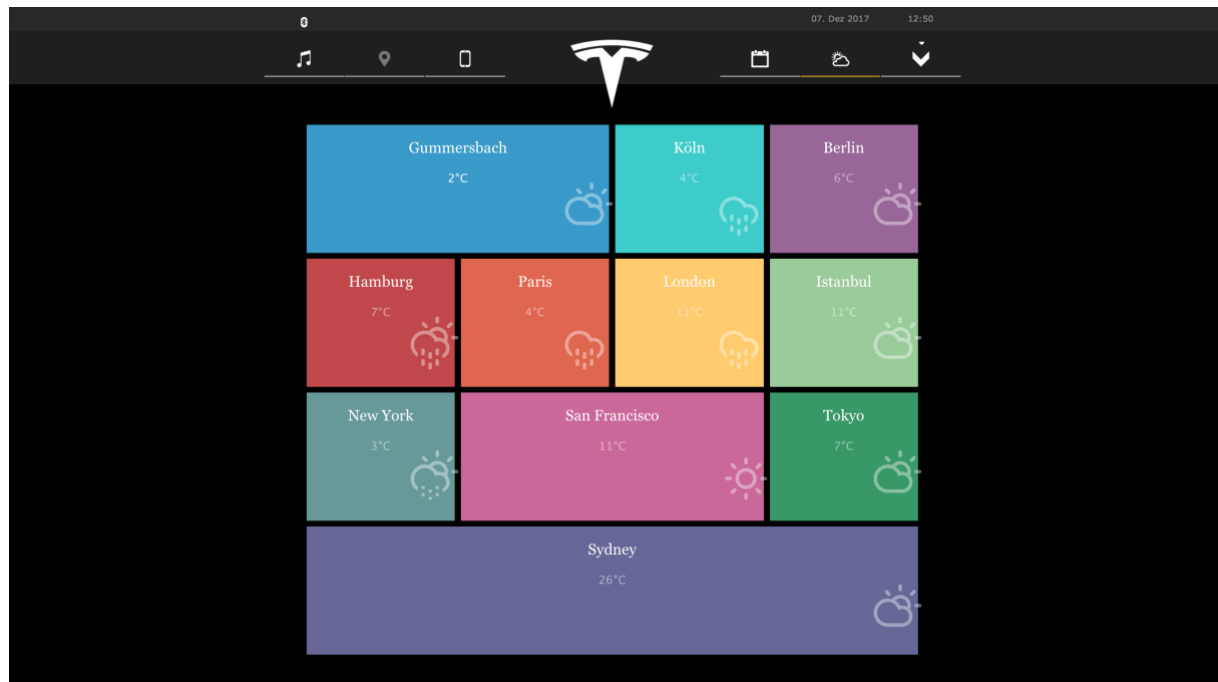 07. Dez 2017 12:50
Gummersbach
2°C
Köln
4°C
Berlin
6°C
Hamburg
7°C
Paris
4°C
London
11°C
Istanbul
11°C
New York
3°C
San Francisco
11°C
Tokyo
7°C
Sydney
26°C